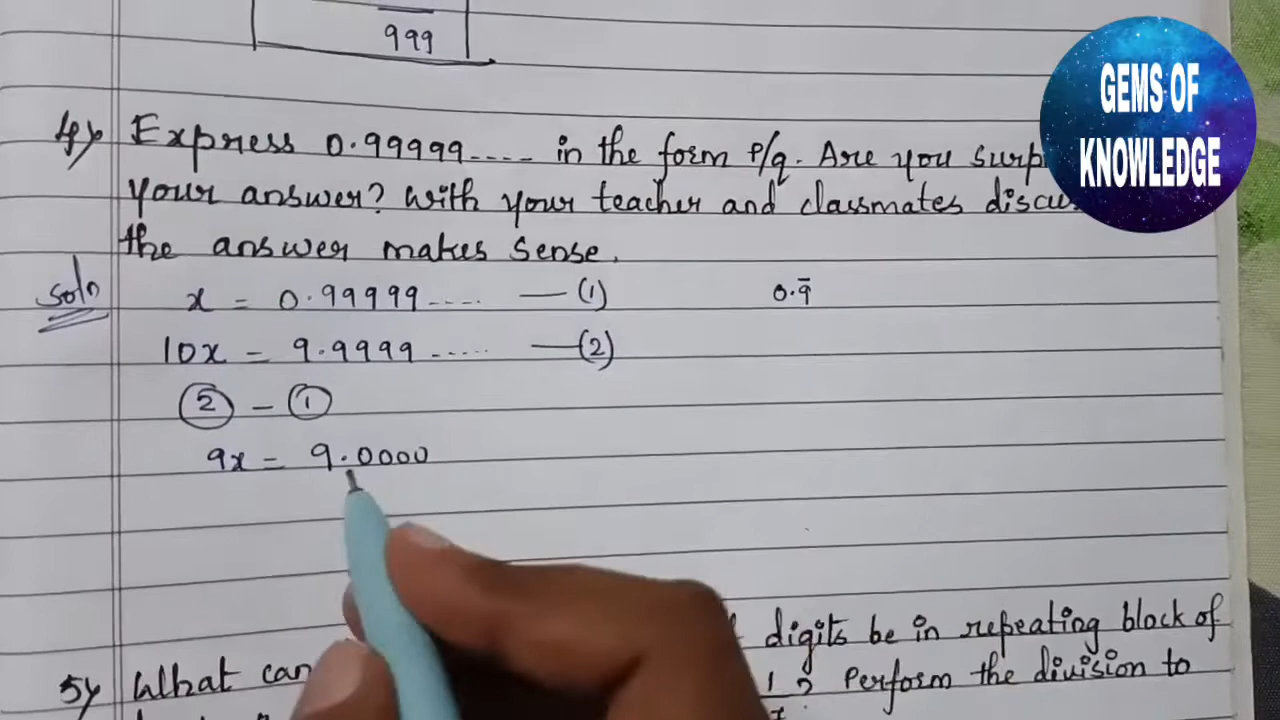 999
4) Express 0.99999.... in the form p/q. Are you
your answer? With your teacher and classmates
the answer makes sense.
Soln x = 0.99999.... — (1) 0.9̅
10x = 9.9999..... — (2)
② - ①
9x = 9.0000
digits be in repeating block of
5) What can 1 ? Perform the division to
GEMS OF
KNOWLEDGE